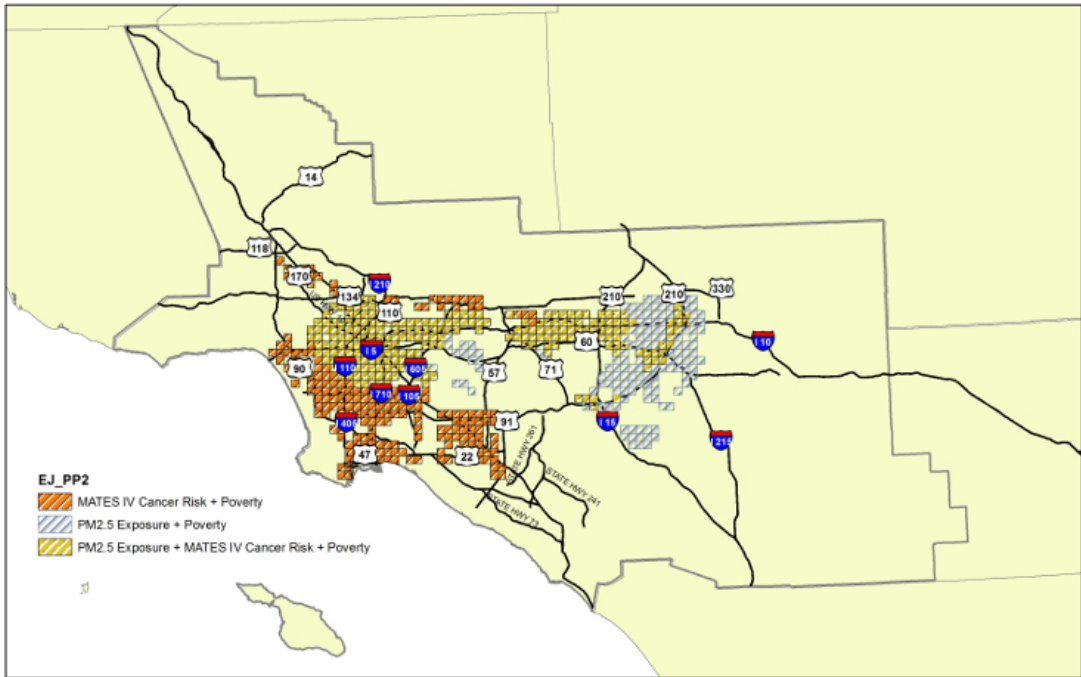 14
118
170
134
I 210
110
210
210
330
I 5
I 10
60
90
I 110
I 605
57
71
I 710
I 105
I 405
91
I 15
I 215
47
22
STATE HWY 261
STATE HWY 241
STATE HWY 73
EJ_PP2
MATES IV Cancer Risk + Poverty
PM2.5 Exposure + Poverty
PM2.5 Exposure + MATES IV Cancer Risk + Poverty